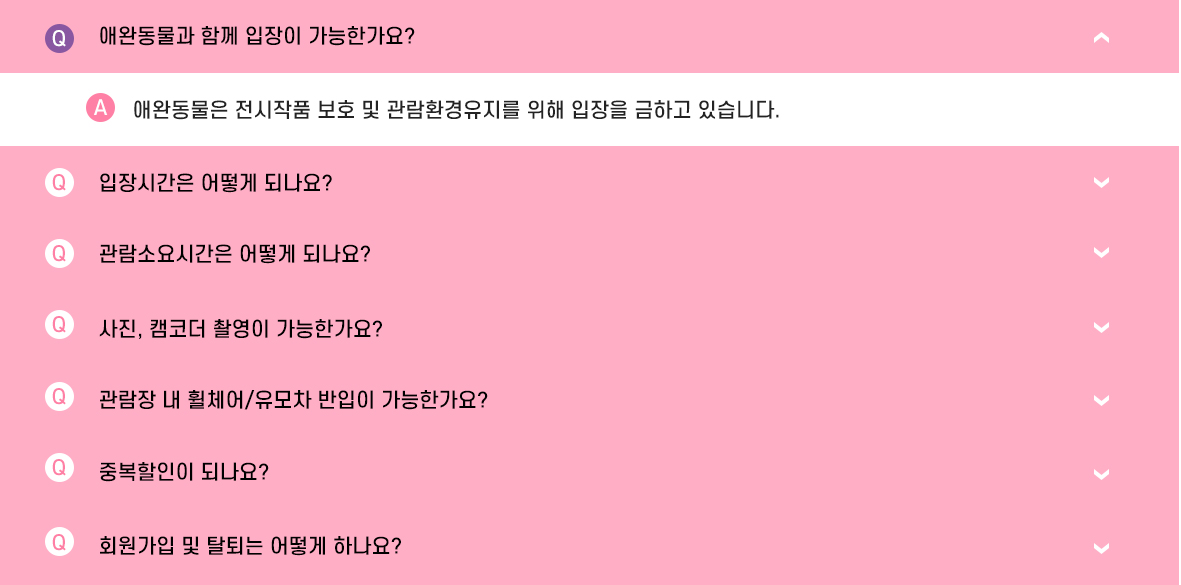 Q 애완동물과 함께 입장이 가능한가요?
A 애완동물은 전시작품 보호 및 관람환경유지를 위해 입장을 금하고 있습니다.
Q 입장시간은 어떻게 되나요?
Q 관람소요시간은 어떻게 되나요?
Q 사진, 캠코더 촬영이 가능한가요?
Q 관람장 내 휠체어/유모차 반입이 가능한가요?
Q 중복할인이 되나요?
Q 회원가입 및 탈퇴는 어떻게 하나요?